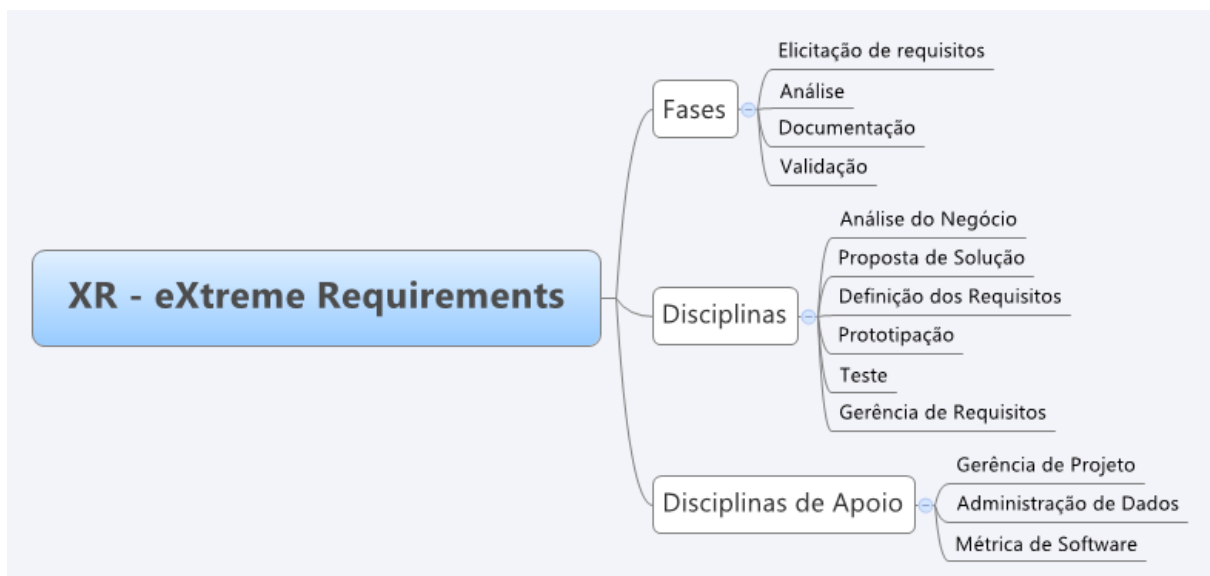 XR - eXtreme Requirements
Fases
Elicitação de requisitos
Análise
Documentação
Validação
Disciplinas
Análise do Negócio
Proposta de Solução
Definição dos Requisitos
Prototipação
Teste
Gerência de Requisitos
Disciplinas de Apoio
Gerência de Projeto
Administração de Dados
Métrica de Software